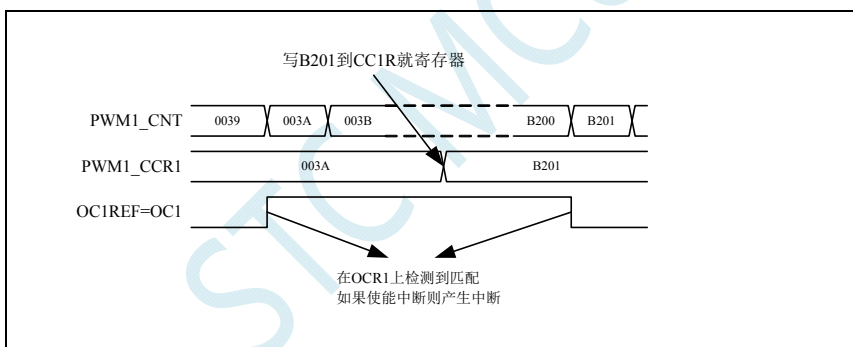 写B201到CC1R就寄存器
PWM1_CNT 0039 003A 003B B200 B201
PWM1_CCR1 003A B201
OC1REF=OC1
在OCR1上检测到匹配
如果使能中断则产生中断
STC MC